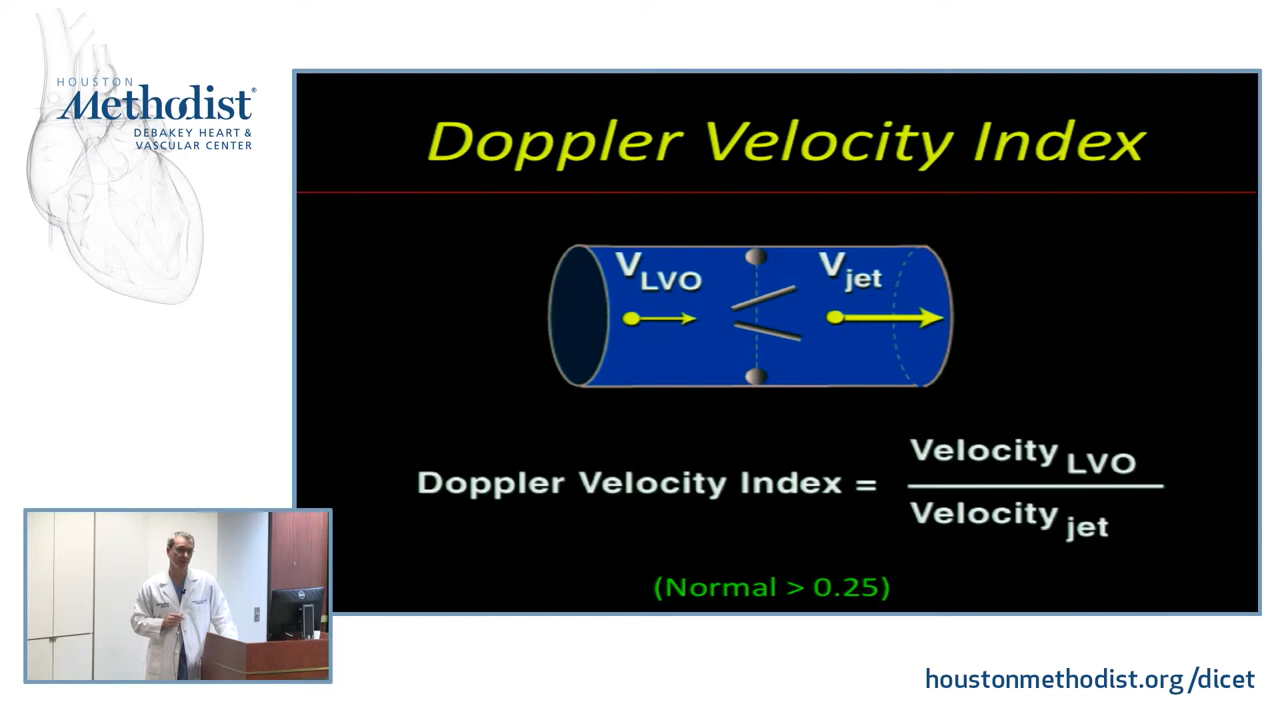 HOUSTON
Methodist®
DEBAKEY HEART &
VASCULAR CENTER
Doppler Velocity Index
V LVO
V jet
Doppler Velocity Index = Velocity LVO
Velocity jet
(Normal > 0.25)
houstonmethodist.org/dicet